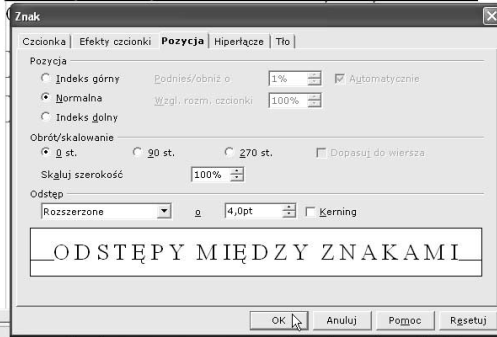 Znak
Czcionka Efekty czcionki Pozycja Hiperłącze Tło
Pozycja
Indeks górny Podnieś/obniż o 1% Automatycznie
Normalna Wzgl. rozm. czcionki 100%
Indeks dolny
Obrót/skalowanie
0 st. 90 st. 270 st. Dopasuj do wiersza
Skaluj szerokość 100%
Odstęp
Rozszerzone o 4,0pt Kerning
ODSTĘPY MIĘDZY ZNAKAMI
OK Anuluj Pomoc Resetuj